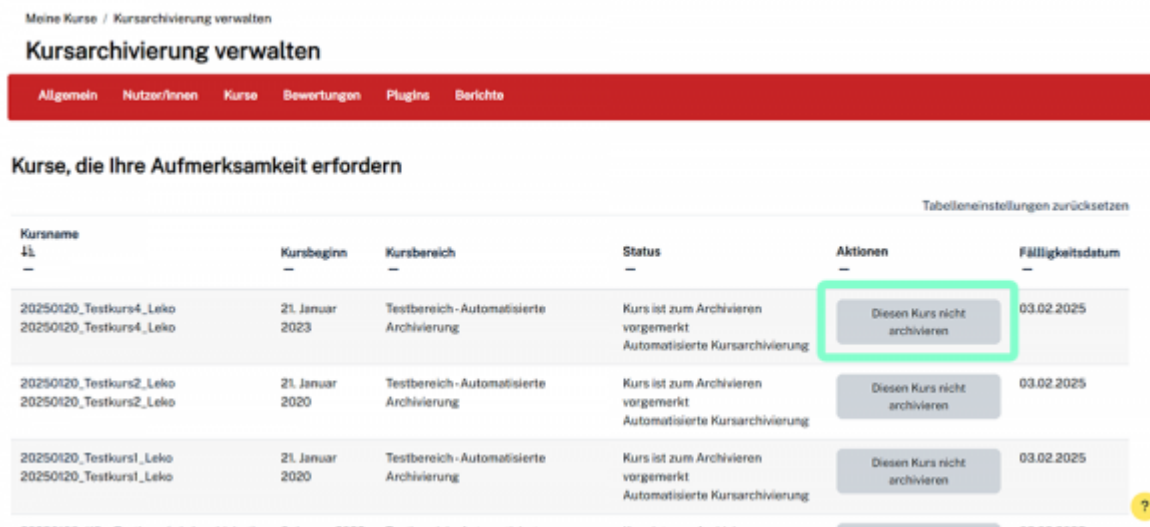 Meine Kurse / Kursarchivierung verwalten
Kursarchivierung verwalten
Allgemein Nutzer/innen Kurse Bewertungen Plugins Berichte
Kurse, die Ihre Aufmerksamkeit erfordern
Tabelleneinstellungen zurücksetzen
Kursname
Kursbeginn Kursbereich Status Aktionen Fällligkeitsdatum
20250120_Testkurs4_Leko 21. Januar Testbereich - Automatisierte Kurs ist zum Archivieren Diesen Kurs nicht 03.02.2025
20250120_Testkurs4_Leko 2023 Archivierung vorgemerkt archivieren
Automatisierte Kursarchivierung
20250120_Testkurs2_Leko 21. Januar Testbereich - Automatisierte Kurs ist zum Archivieren Diesen Kurs nicht 03.02.2025
20250120_Testkurs2_Leko 2020 Archivierung vorgemerkt archivieren
Automatisierte Kursarchivierung
20250120_Testkurs1_Leko 21. Januar Testbereich - Automatisierte Kurs ist zum Archivieren Diesen Kurs nicht 03.02.2025
20250120_Testkurs1_Leko 2020 Archivierung vorgemerkt archivieren
Automatisierte Kursarchivierung
?